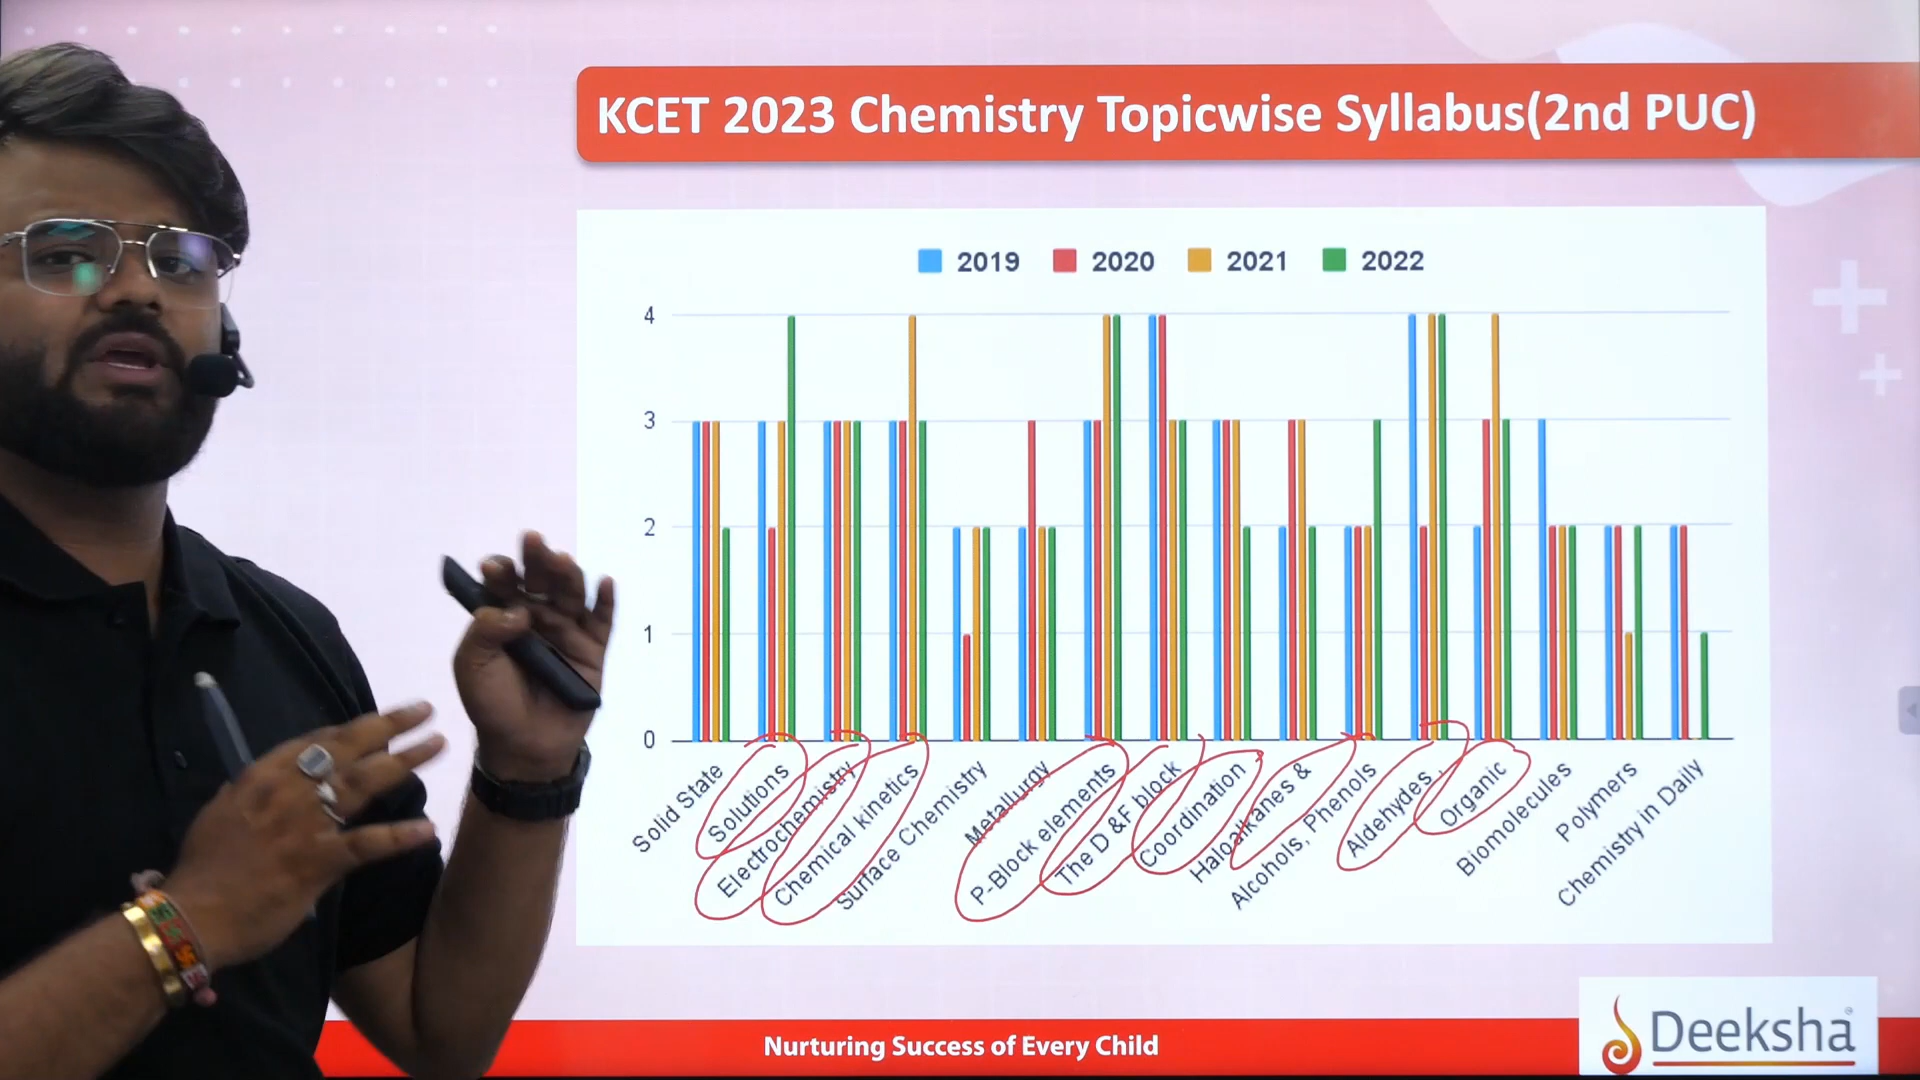 KCET 2023 Chemistry Topicwise Syllabus(2nd PUC)
2019 2020 2021 2022
4
3
2
1
0
Solid State
Solutions
Electrochemistry
Chemical kinetics
Surface Chemistry
Metallurgy
P-Block elements
The D &F block
Coordination
Haloalkanes &
Alcohols, Phenols
Aldehydes,
Organic
Biomolecules
Polymers
Chemistry in Daily
Nurturing Success of Every Child
Deeksha